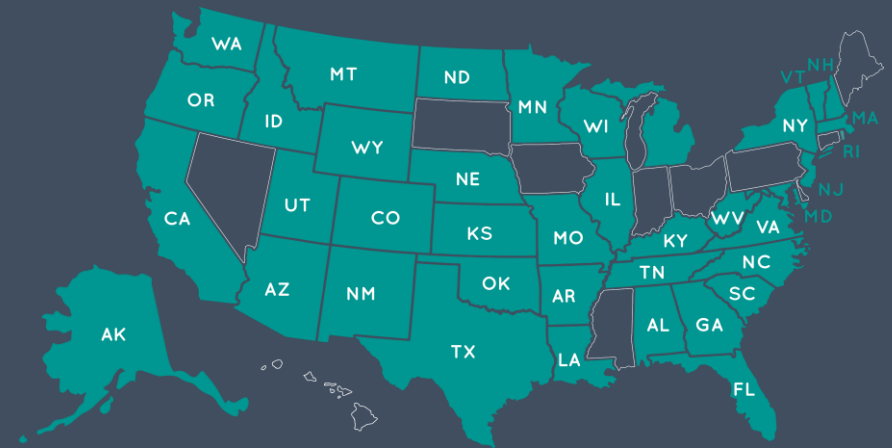 WA
MT
ND
MN
OR
ID
WY
WI
NH
VT
NY
MA
RI
NE
IL
NJ
MD
UT
CO
CA
KS
MO
KY
WV
VA
NC
TN
SC
AZ
NM
OK
AR
AL
GA
AK
TX
LA
FL